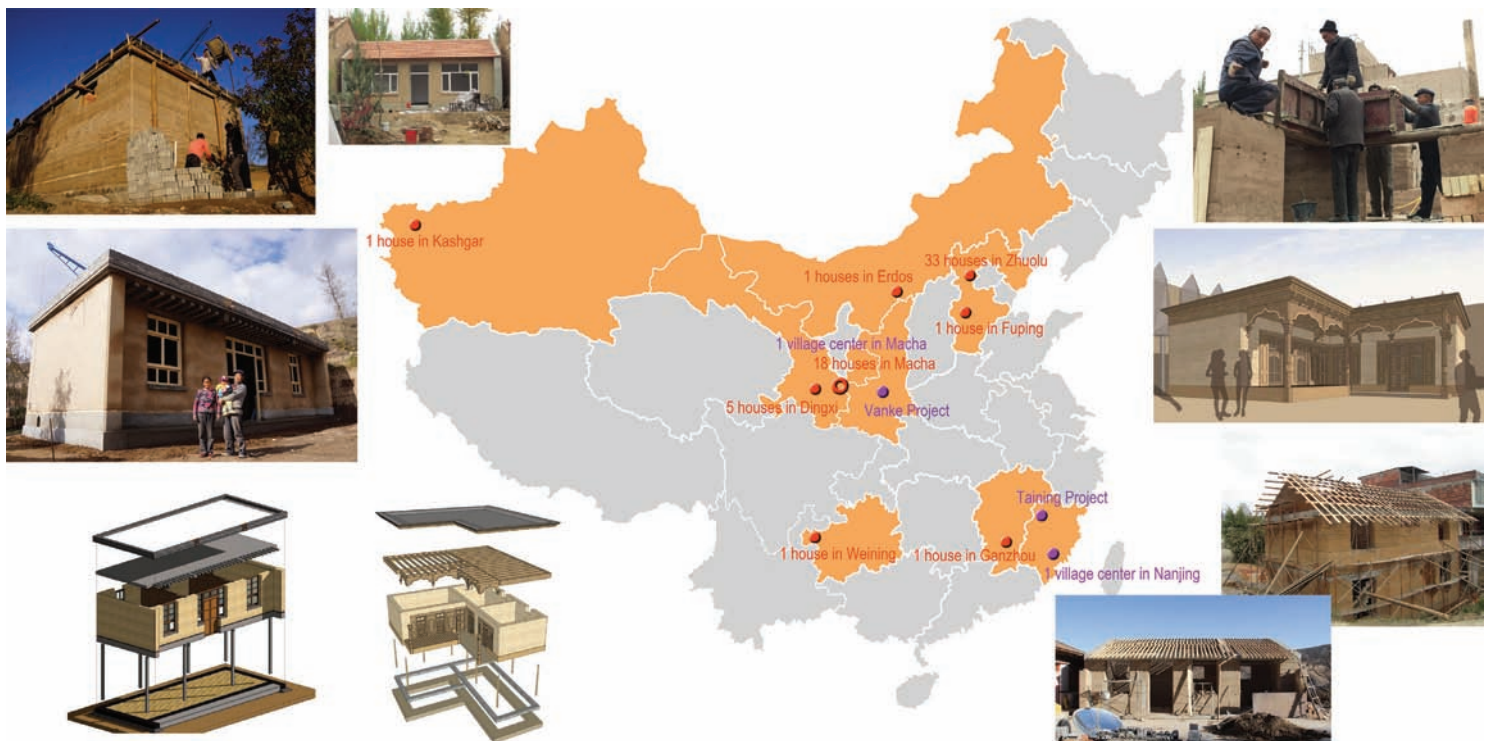 1 house in Kashgar
33 houses in Zhuolu
1 houses in Erdos
1 house in Fuping
1 village center in Macha
18 houses in Macha
5 houses in Dingxi
Vanke Project
Taining Project
1 house in Weining
1 house in Ganzhou
1 village center in Nanjing